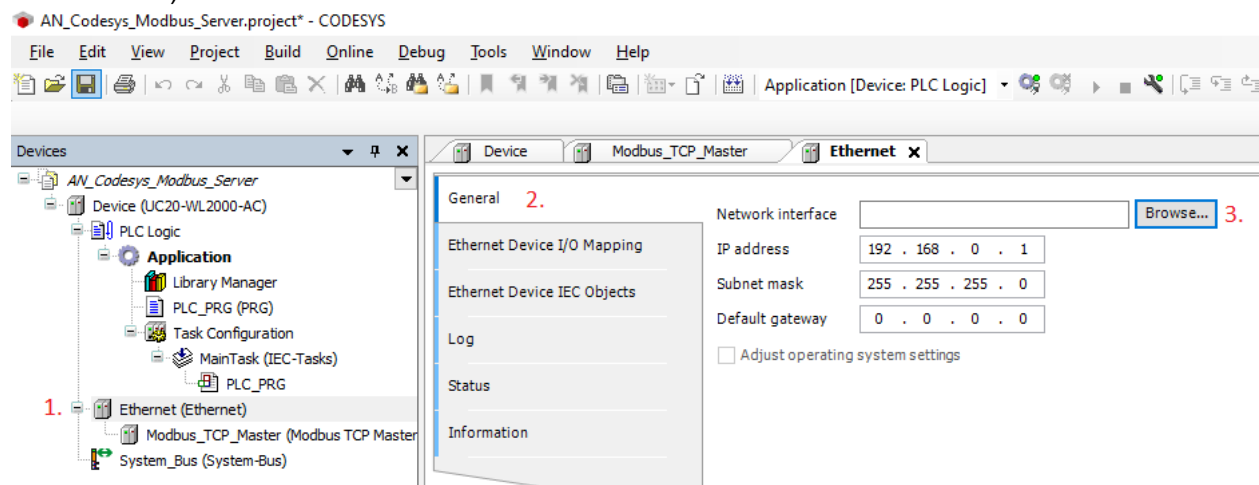 AN_Codesys_Modbus_Server.project* - CODESYS
File Edit View Project Build Online Debug Tools Window Help
Application [Device: PLC Logic]
Devices
AN_Codesys_Modbus_Server
Device (UC20-WL2000-AC)
PLC Logic
Application
Library Manager
PLC_PRG (PRG)
Task Configuration
MainTask (IEC-Tasks)
PLC_PRG
1. Ethernet (Ethernet)
Modbus_TCP_Master (Modbus TCP Master
System_Bus (System-Bus)
Device Modbus_TCP_Master Ethernet
General 2.
Ethernet Device I/O Mapping
Ethernet Device IEC Objects
Log
Status
Information
Network interface Browse... 3.
IP address 192 . 168 . 0 . 1
Subnet mask 255 . 255 . 255 . 0
Default gateway 0 . 0 . 0 . 0
Adjust operating system settings